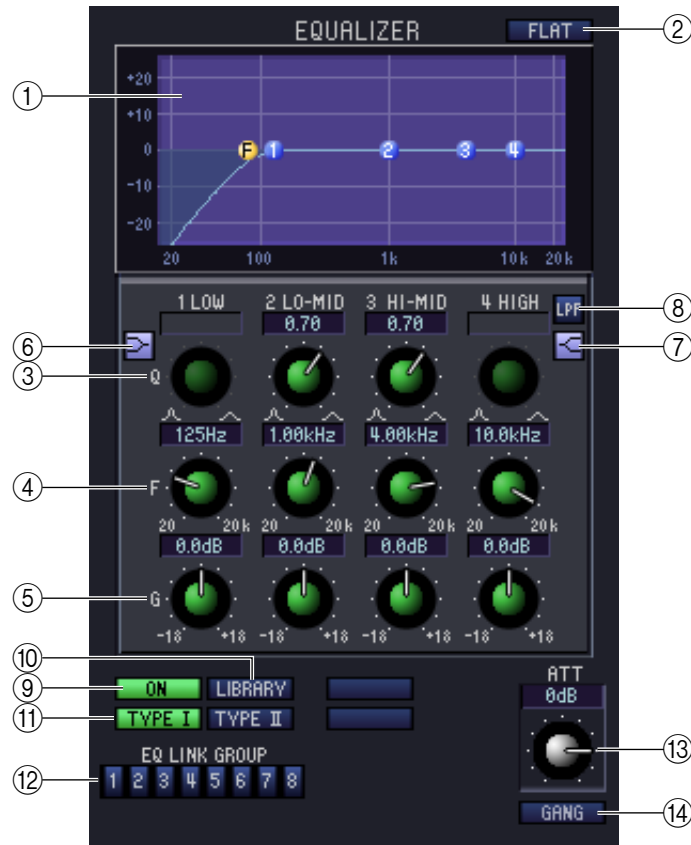 EQUALIZER FLAT ②
①
+20
+10
0
-10
-20
F 1 2 3 4
20 100 1k 10k 20k
1 LOW 2 LO-MID 3 HI-MID 4 HIGH
0.70 0.70 LPF ⑧
⑥ ⑦
③ Q
125Hz 1.00kHz 4.00kHz 10.0kHz
④ F
20 20k 20 20k 20 20k 20 20k
0.0dB 0.0dB 0.0dB 0.0dB
⑤ G
-18 +18 -18 +18 -18 +18 -18 +18
⑩
⑨ ON LIBRARY
⑪ TYPE I TYPE II
ATT
0dB
⑬
EQ LINK GROUP
⑫ 1 2 3 4 5 6 7 8
GANG ⑭